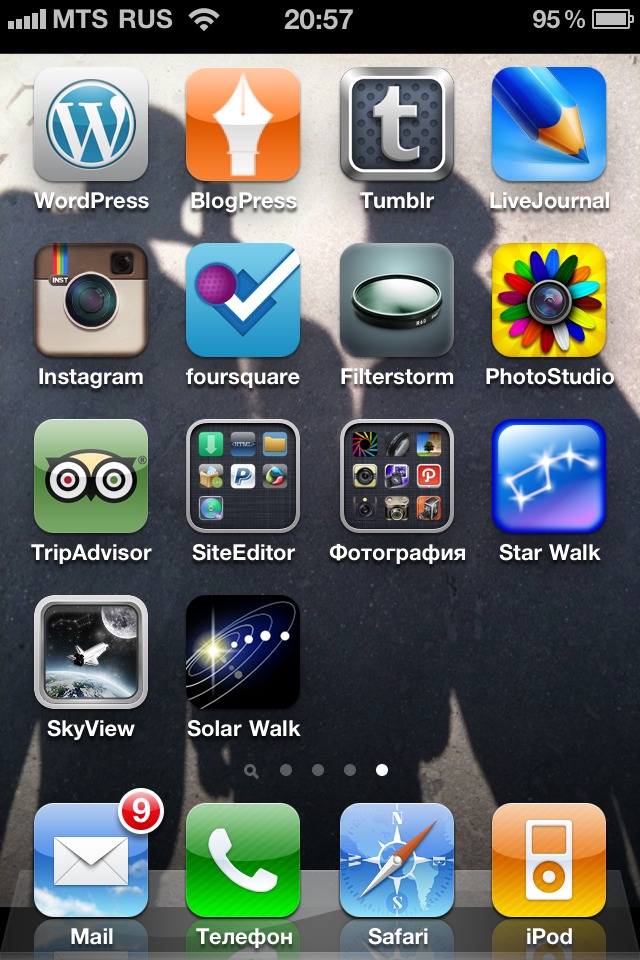 MTS RUS 20:57 95 %
WordPress BlogPress Tumblr LiveJournal
INST
Instagram foursquare Filterstorm PhotoStudio
TripAdvisor SiteEditor Фотография Star Walk
SkyView Solar Walk
9
Mail Телефон Safari iPod